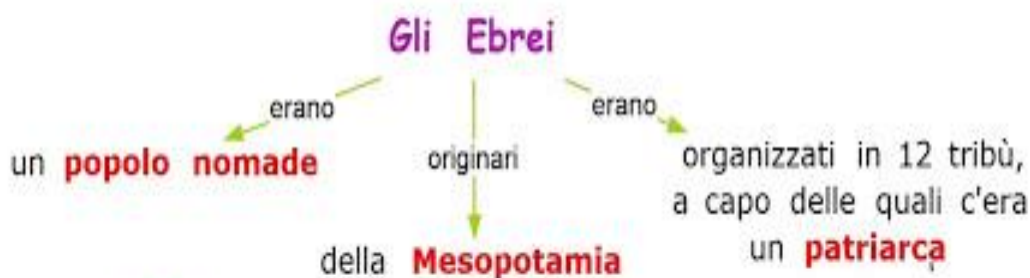 Gli Ebrei
erano
un popolo nomade
originari
della Mesopotamia
erano
organizzati in 12 tribù,
a capo delle quali c'era
un patriarca